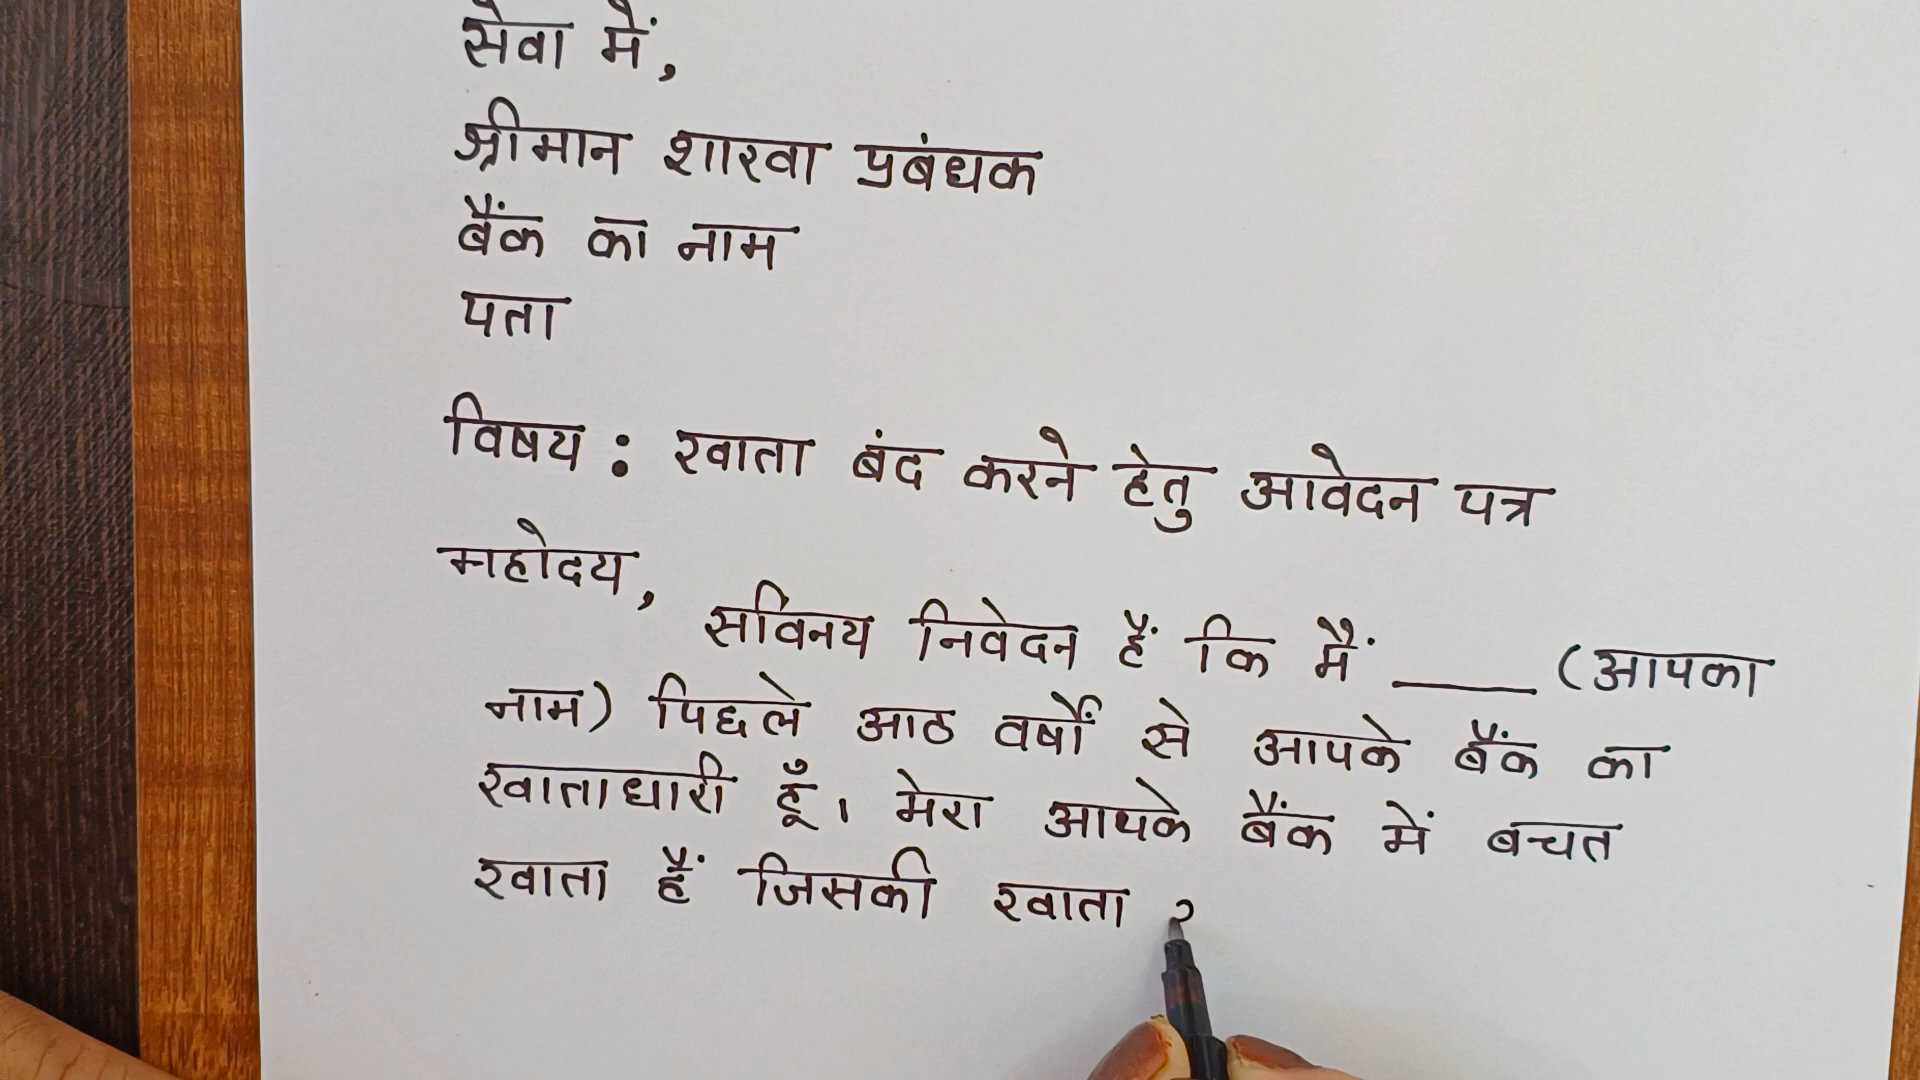 सेवा में,
श्रीमान शाखा प्रबंधक
बैंक का नाम
पता
विषय : खाता बंद करने हेतु आवेदन पत्र
महोदय,
सविनय निवेदन हैं कि मैं ____ (आपका
नाम) पिछले आठ वर्षों से आपके बैंक का
खाताधारी हूँ। मेरा आपके बैंक में बचत
खाता हैं जिसकी खाता